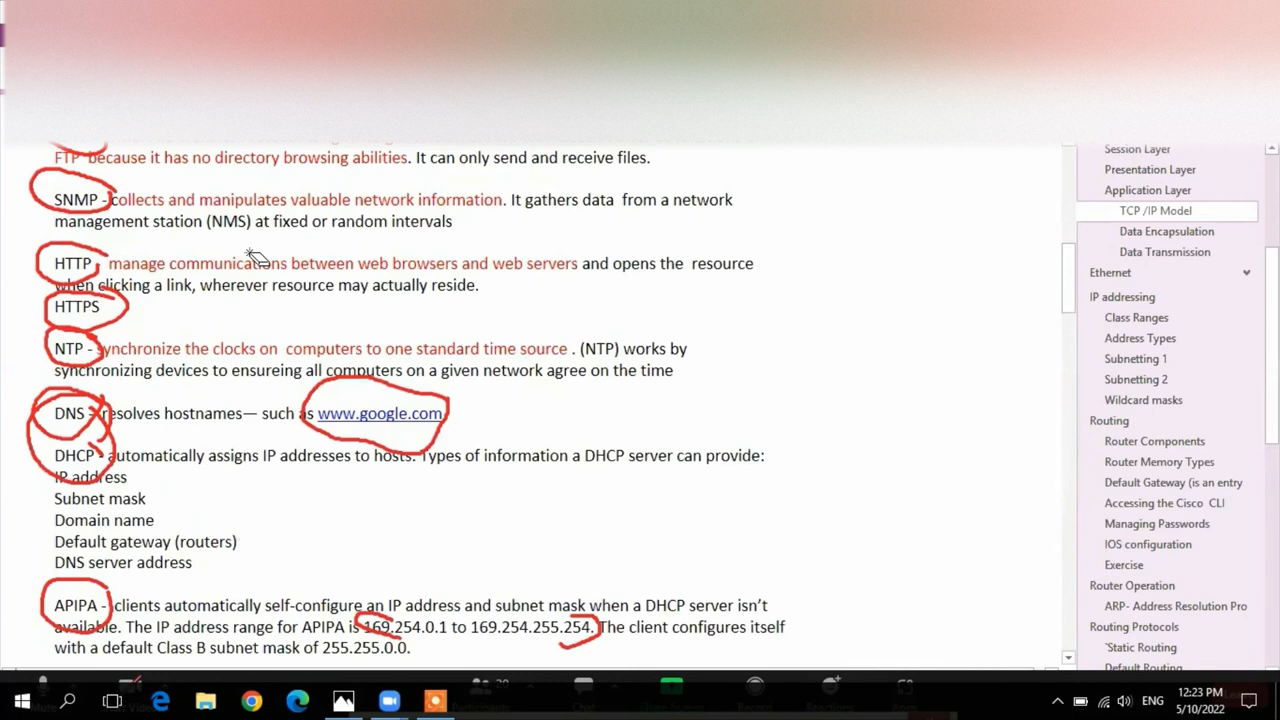 FTP because it has no directory browsing abilities. It can only send and receive files.
SNMP - collects and manipulates valuable network information. It gathers data from a network
management station (NMS) at fixed or random intervals
HTTP - manage communications between web browsers and web servers and opens the resource
when clicking a link, wherever resource may actually reside.
HTTPS
NTP - synchronize the clocks on computers to one standard time source . (NTP) works by
synchronizing devices to ensureing all computers on a given network agree on the time
DNS - resolves hostnames— such as www.google.com
DHCP - automatically assigns IP addresses to hosts. Types of information a DHCP server can provide:
IP address
Subnet mask
Domain name
Default gateway (routers)
DNS server address
APIPA - clients automatically self-configure an IP address and subnet mask when a DHCP server isn't
available. The IP address range for APIPA is 169.254.0.1 to 169.254.255.254. The client configures itself
with a default Class B subnet mask of 255.255.0.0.
Session Layer
Presentation Layer
Application Layer
TCP /IP Model
Data Encapsulation
Data Transmission
Ethernet
IP addressing
Class Ranges
Address Types
Subnetting 1
Subnetting 2
Wildcard masks
Routing
Router Components
Router Memory Types
Default Gateway (is an entry
Accessing the Cisco CLI
Managing Passwords
IOS configuration
Exercise
Router Operation
ARP- Address Resolution Pro
Routing Protocols
`Static Routing
Default Routing
ENG
12:23 PM
5/10/2022